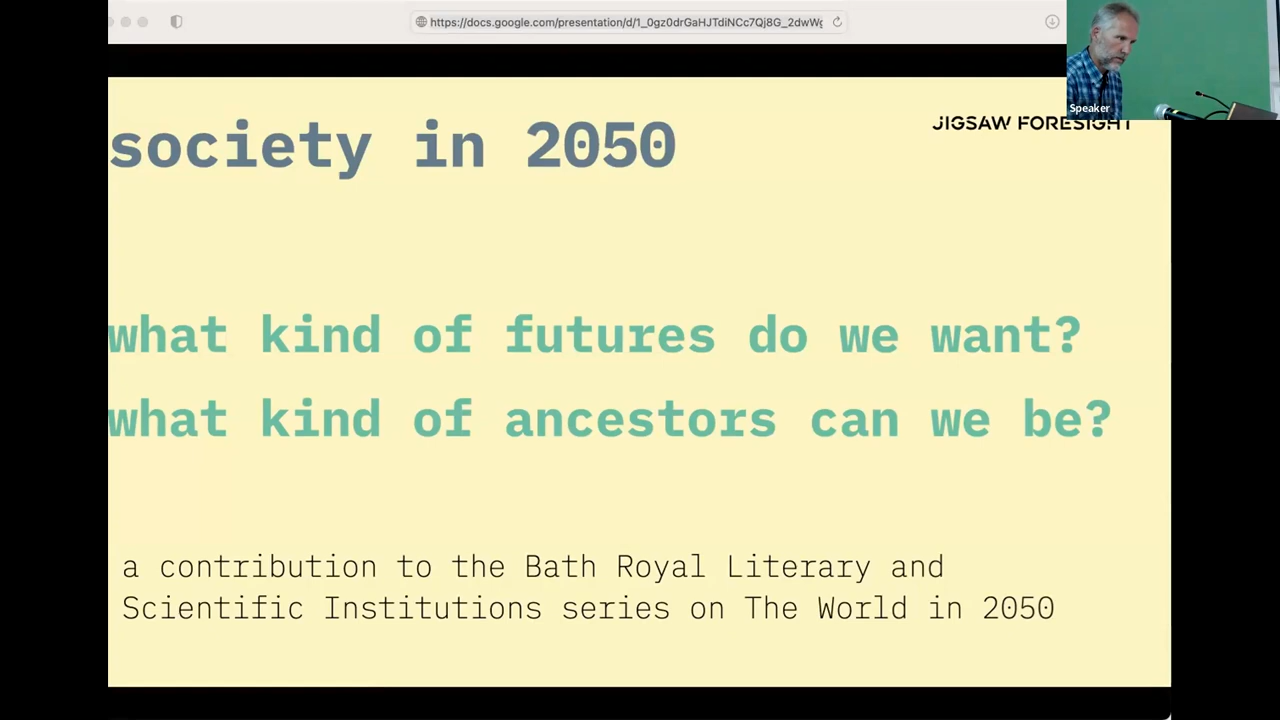 https://docs.google.com/presentation/d/1_0gz0drGaHJTdiNCc7Qj8G_2dwWg
Speaker
JIGSAW FORESIGHT
society in 2050
what kind of futures do we want?
what kind of ancestors can we be?
a contribution to the Bath Royal Literary and
Scientific Institutions series on The World in 2050